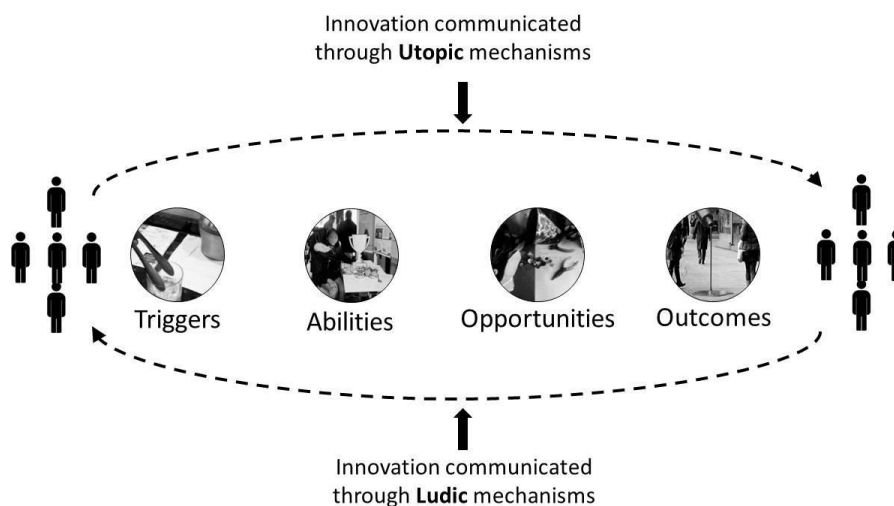 Innovation communicated
through Utopic mechanisms
Triggers
Abilities
Opportunities
Outcomes
Innovation communicated
through Ludic mechanisms